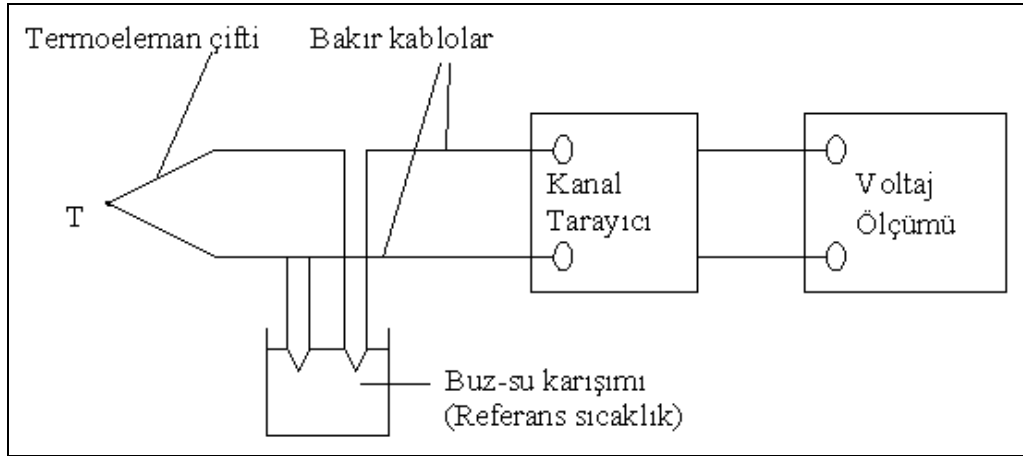 Termoeleman çifti
Bakır kablolar
T
Kanal
Tarayıcı
Voltaj
Ölçümü
Buz-su karışımı
(Referans sıcaklık)